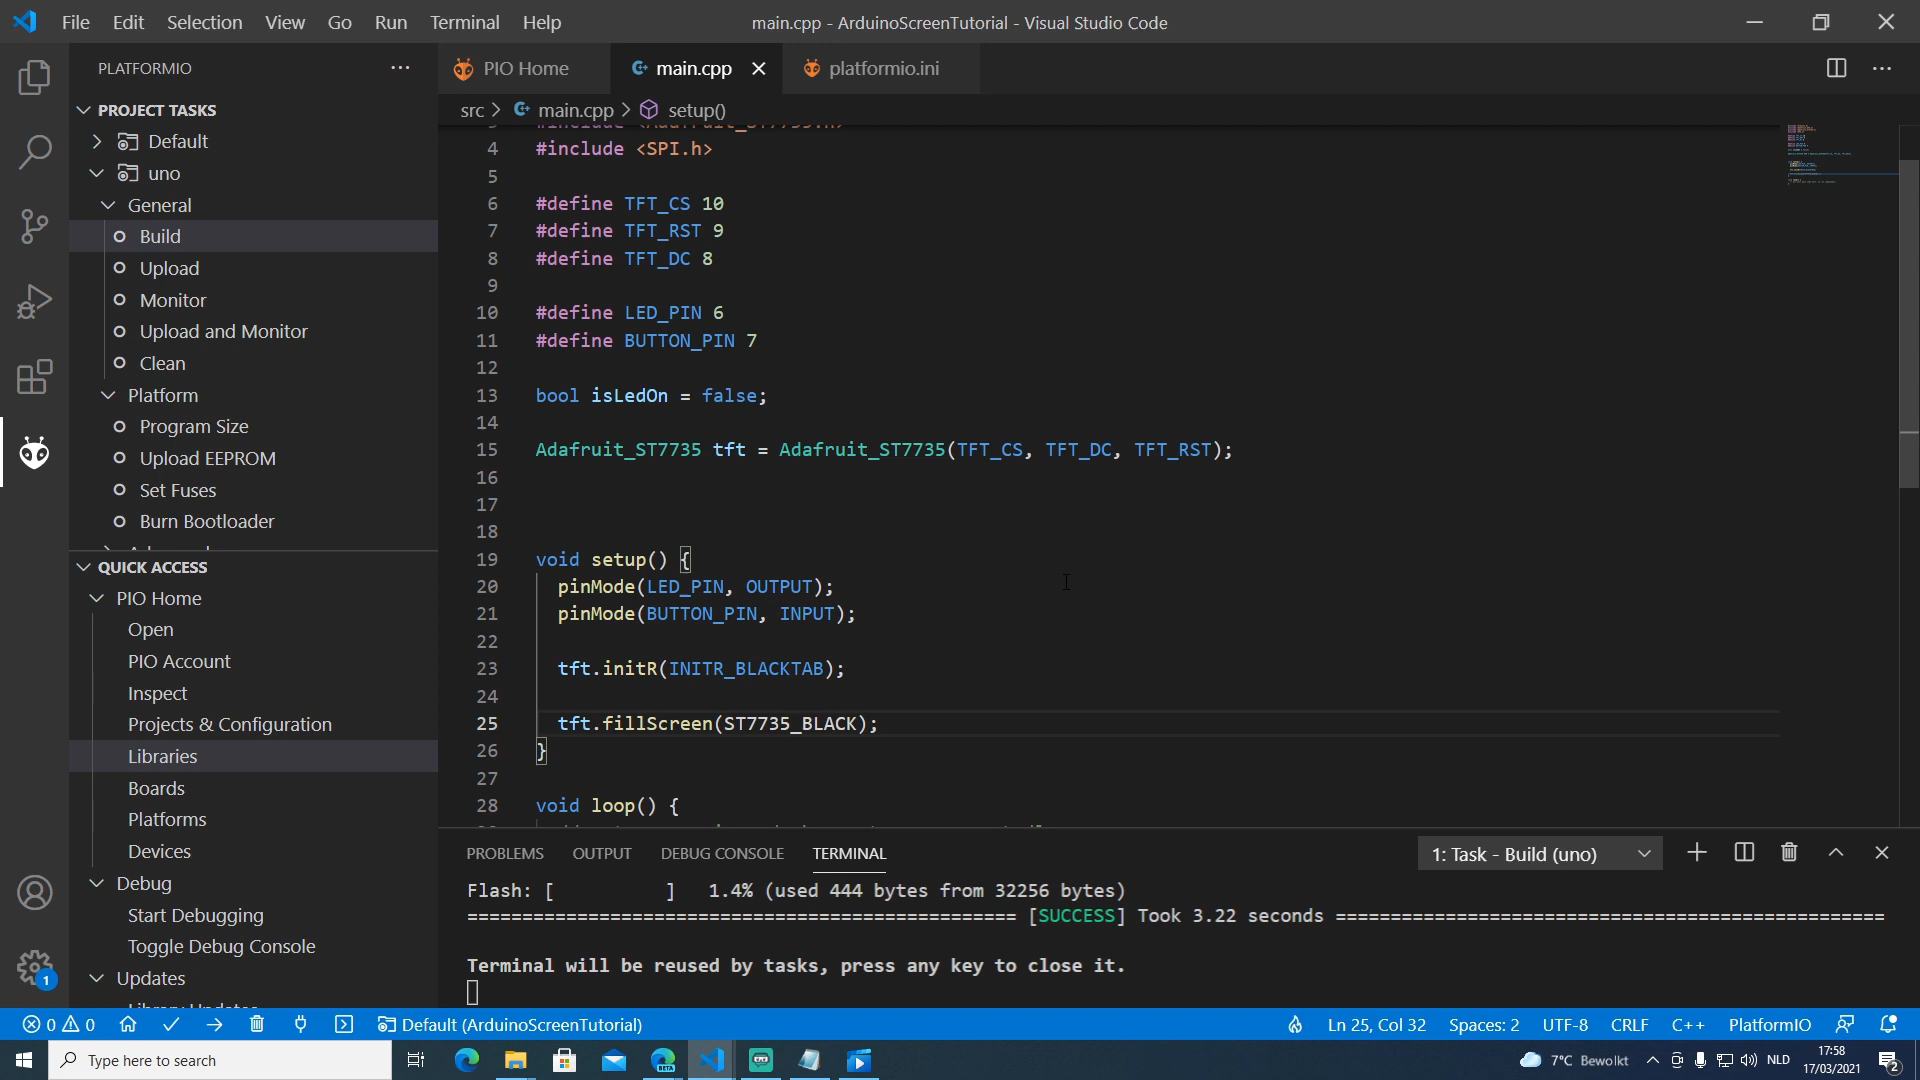 File Edit Selection View Go Run Terminal Help
main.cpp - ArduinoScreenTutorial - Visual Studio Code
PLATFORMIO
PIO Home
main.cpp
platformio.ini
src > main.cpp > setup()
PROJECT TASKS
Default
uno
General
Build
Upload
Monitor
Upload and Monitor
Clean
Platform
Program Size
Upload EEPROM
Set Fuses
Burn Bootloader
QUICK ACCESS
PIO Home
Open
PIO Account
Inspect
Projects & Configuration
Libraries
Boards
Platforms
Devices
Debug
Start Debugging
Toggle Debug Console
Updates
4 #include <SPI.h>
5
6 #define TFT_CS 10
7 #define TFT_RST 9
8 #define TFT_DC 8
9
10 #define LED_PIN 6
11 #define BUTTON_PIN 7
12
13 bool isLedOn = false;
14
15 Adafruit_ST7735 tft = Adafruit_ST7735(TFT_CS, TFT_DC, TFT_RST);
16
17
18
19 void setup() {
20 pinMode(LED_PIN, OUTPUT);
21 pinMode(BUTTON_PIN, INPUT);
22
23 tft.initR(INITR_BLACKTAB);
24
25 tft.fillScreen(ST7735_BLACK);
26 }
27
28 void loop() {
PROBLEMS OUTPUT DEBUG CONSOLE TERMINAL
1: Task - Build (uno)
Flash: [ ] 1.4% (used 444 bytes from 32256 bytes)
================================================== [SUCCESS] Took 3.22 seconds ==================================================
Terminal will be reused by tasks, press any key to close it.
1
0 0
Default (ArduinoScreenTutorial)
Ln 25, Col 32 Spaces: 2 UTF-8 CRLF C++ PlatformIO
Type here to search
BETA
7°C Bewolkt
NLD
17:58
17/03/2021
2